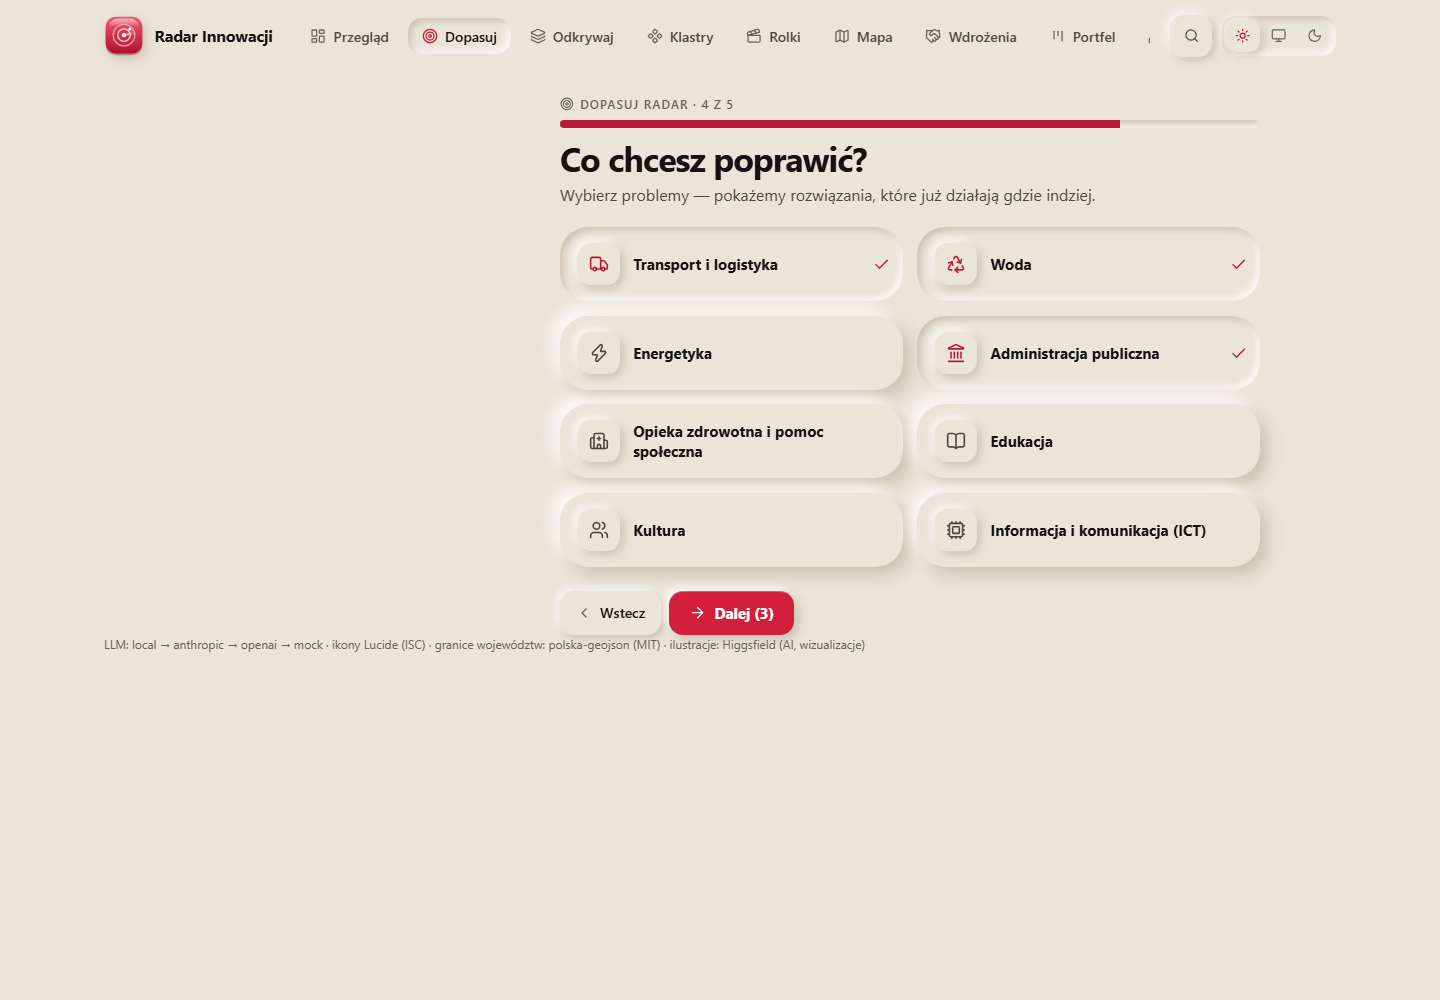 Radar Innowacji
Przegląd
Dopasuj
Odkrywaj
Klastry
Rolki
Mapa
Wdrożenia
Portfel
DOPASUJ RADAR · 4 Z 5
Co chcesz poprawić?
Wybierz problemy — pokażemy rozwiązania, które już działają gdzie indziej.
Transport i logistyka
Woda
Energetyka
Administracja publiczna
Opieka zdrowotna i pomoc
społeczna
Edukacja
Kultura
Informacja i komunikacja (ICT)
Wstecz
Dalej (3)
LLM: local → anthropic → openai → mock · ikony Lucide (ISC) · granice województw: polska-geojson (MIT) · ilustracje: Higgsfield (AI, wizualizacje)